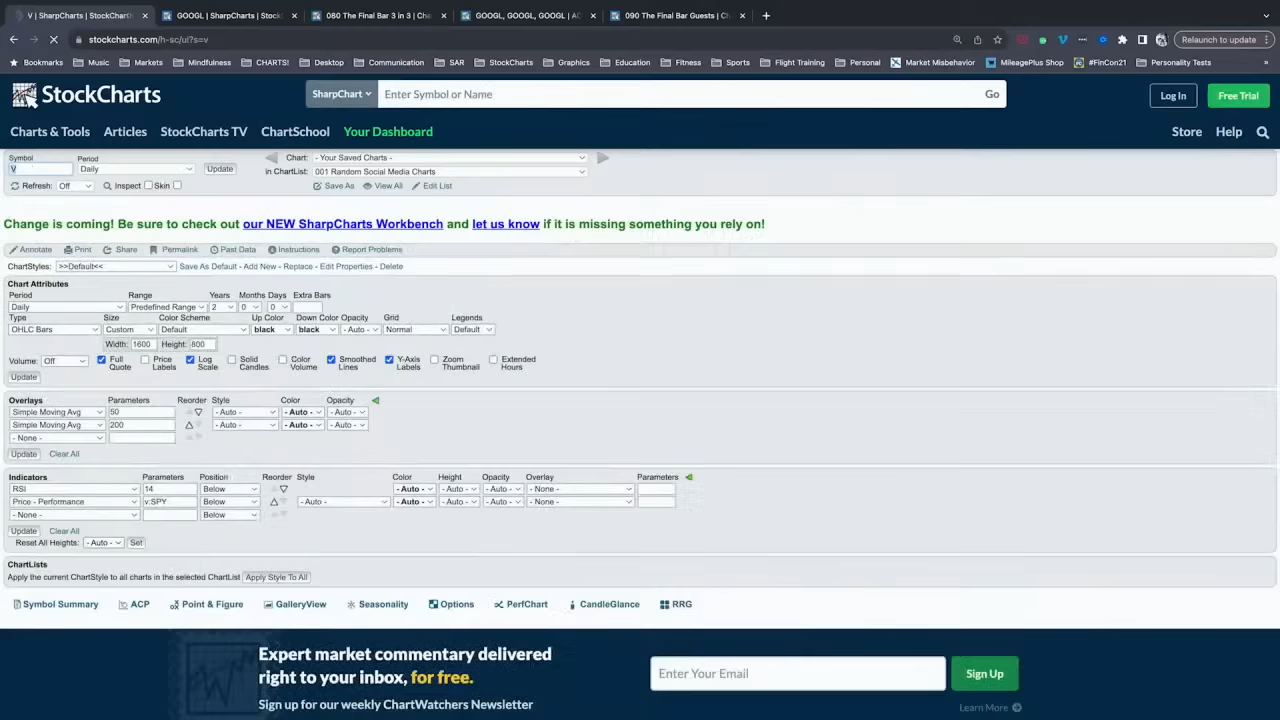 V | SharpCharts | StockChart
GOOGL | SharpCharts | Stock
080 The Final Bar 3 in 3 | Cha
GOOGL, GOOGL, GOOGL | AC
090 The Final Bar Guests | Ch
stockcharts.com/h-sc/ui?s=v
Relaunch to update
Bookmarks Music Markets Mindfulness CHARTS! Desktop Communication SAR StockCharts Graphics Education Fitness Sports Flight Training Personal Market Misbehavior MileagePlus Shop #FinCon21 Personality Tests »
StockCharts
SharpChart
Enter Symbol or Name
Go
Log In
Free Trial
Charts & Tools Articles StockCharts TV ChartSchool Your Dashboard Store Help
Symbol Period Chart: - Your Saved Charts -
V Daily Update in ChartList: 001 Random Social Media Charts
Refresh: Off Inspect Skin Save As View All Edit List
Change is coming! Be sure to check out our NEW SharpCharts Workbench and let us know if it is missing something you rely on!
Annotate Print Share Permalink Past Data Instructions Report Problems
ChartStyles: >>Default<< Save As Default - Add New - Replace - Edit Properties - Delete
Chart Attributes
Period Range Years Months Days Extra Bars
Daily Predefined Range 2 0 0
Type Size Color Scheme Up Color Down Color Opacity Grid Legends
OHLC Bars Custom Default black black - Auto - Normal Default
Width: 1600 Height: 800
Volume: Off Full Quote Price Labels Log Scale Solid Candles Color Volume Smoothed Lines Y-Axis Labels Zoom Thumbnail Extended Hours
Update
Overlays Parameters Reorder Style Color Opacity
Simple Moving Avg 50 - Auto - - Auto - - Auto -
Simple Moving Avg 200 - Auto - - Auto - - Auto -
- None -
Update Clear All
Indicators Parameters Position Reorder Style Color Height Opacity Overlay Parameters
RSI 14 Below - Auto - - Auto - - Auto - - None -
Price - Performance v:SPY Below - Auto - - Auto - - Auto - - Auto - - None -
- None - Below
Update Clear All
Reset All Heights: - Auto - Set
ChartLists
Apply the current ChartStyle to all charts in the selected ChartList Apply Style To All
Symbol Summary ACP Point & Figure GalleryView Seasonality Options PerfChart CandleGlance RRG
Expert market commentary delivered
right to your inbox, for free.
Sign up for our weekly ChartWatchers Newsletter
Enter Your Email
Sign Up
Learn More